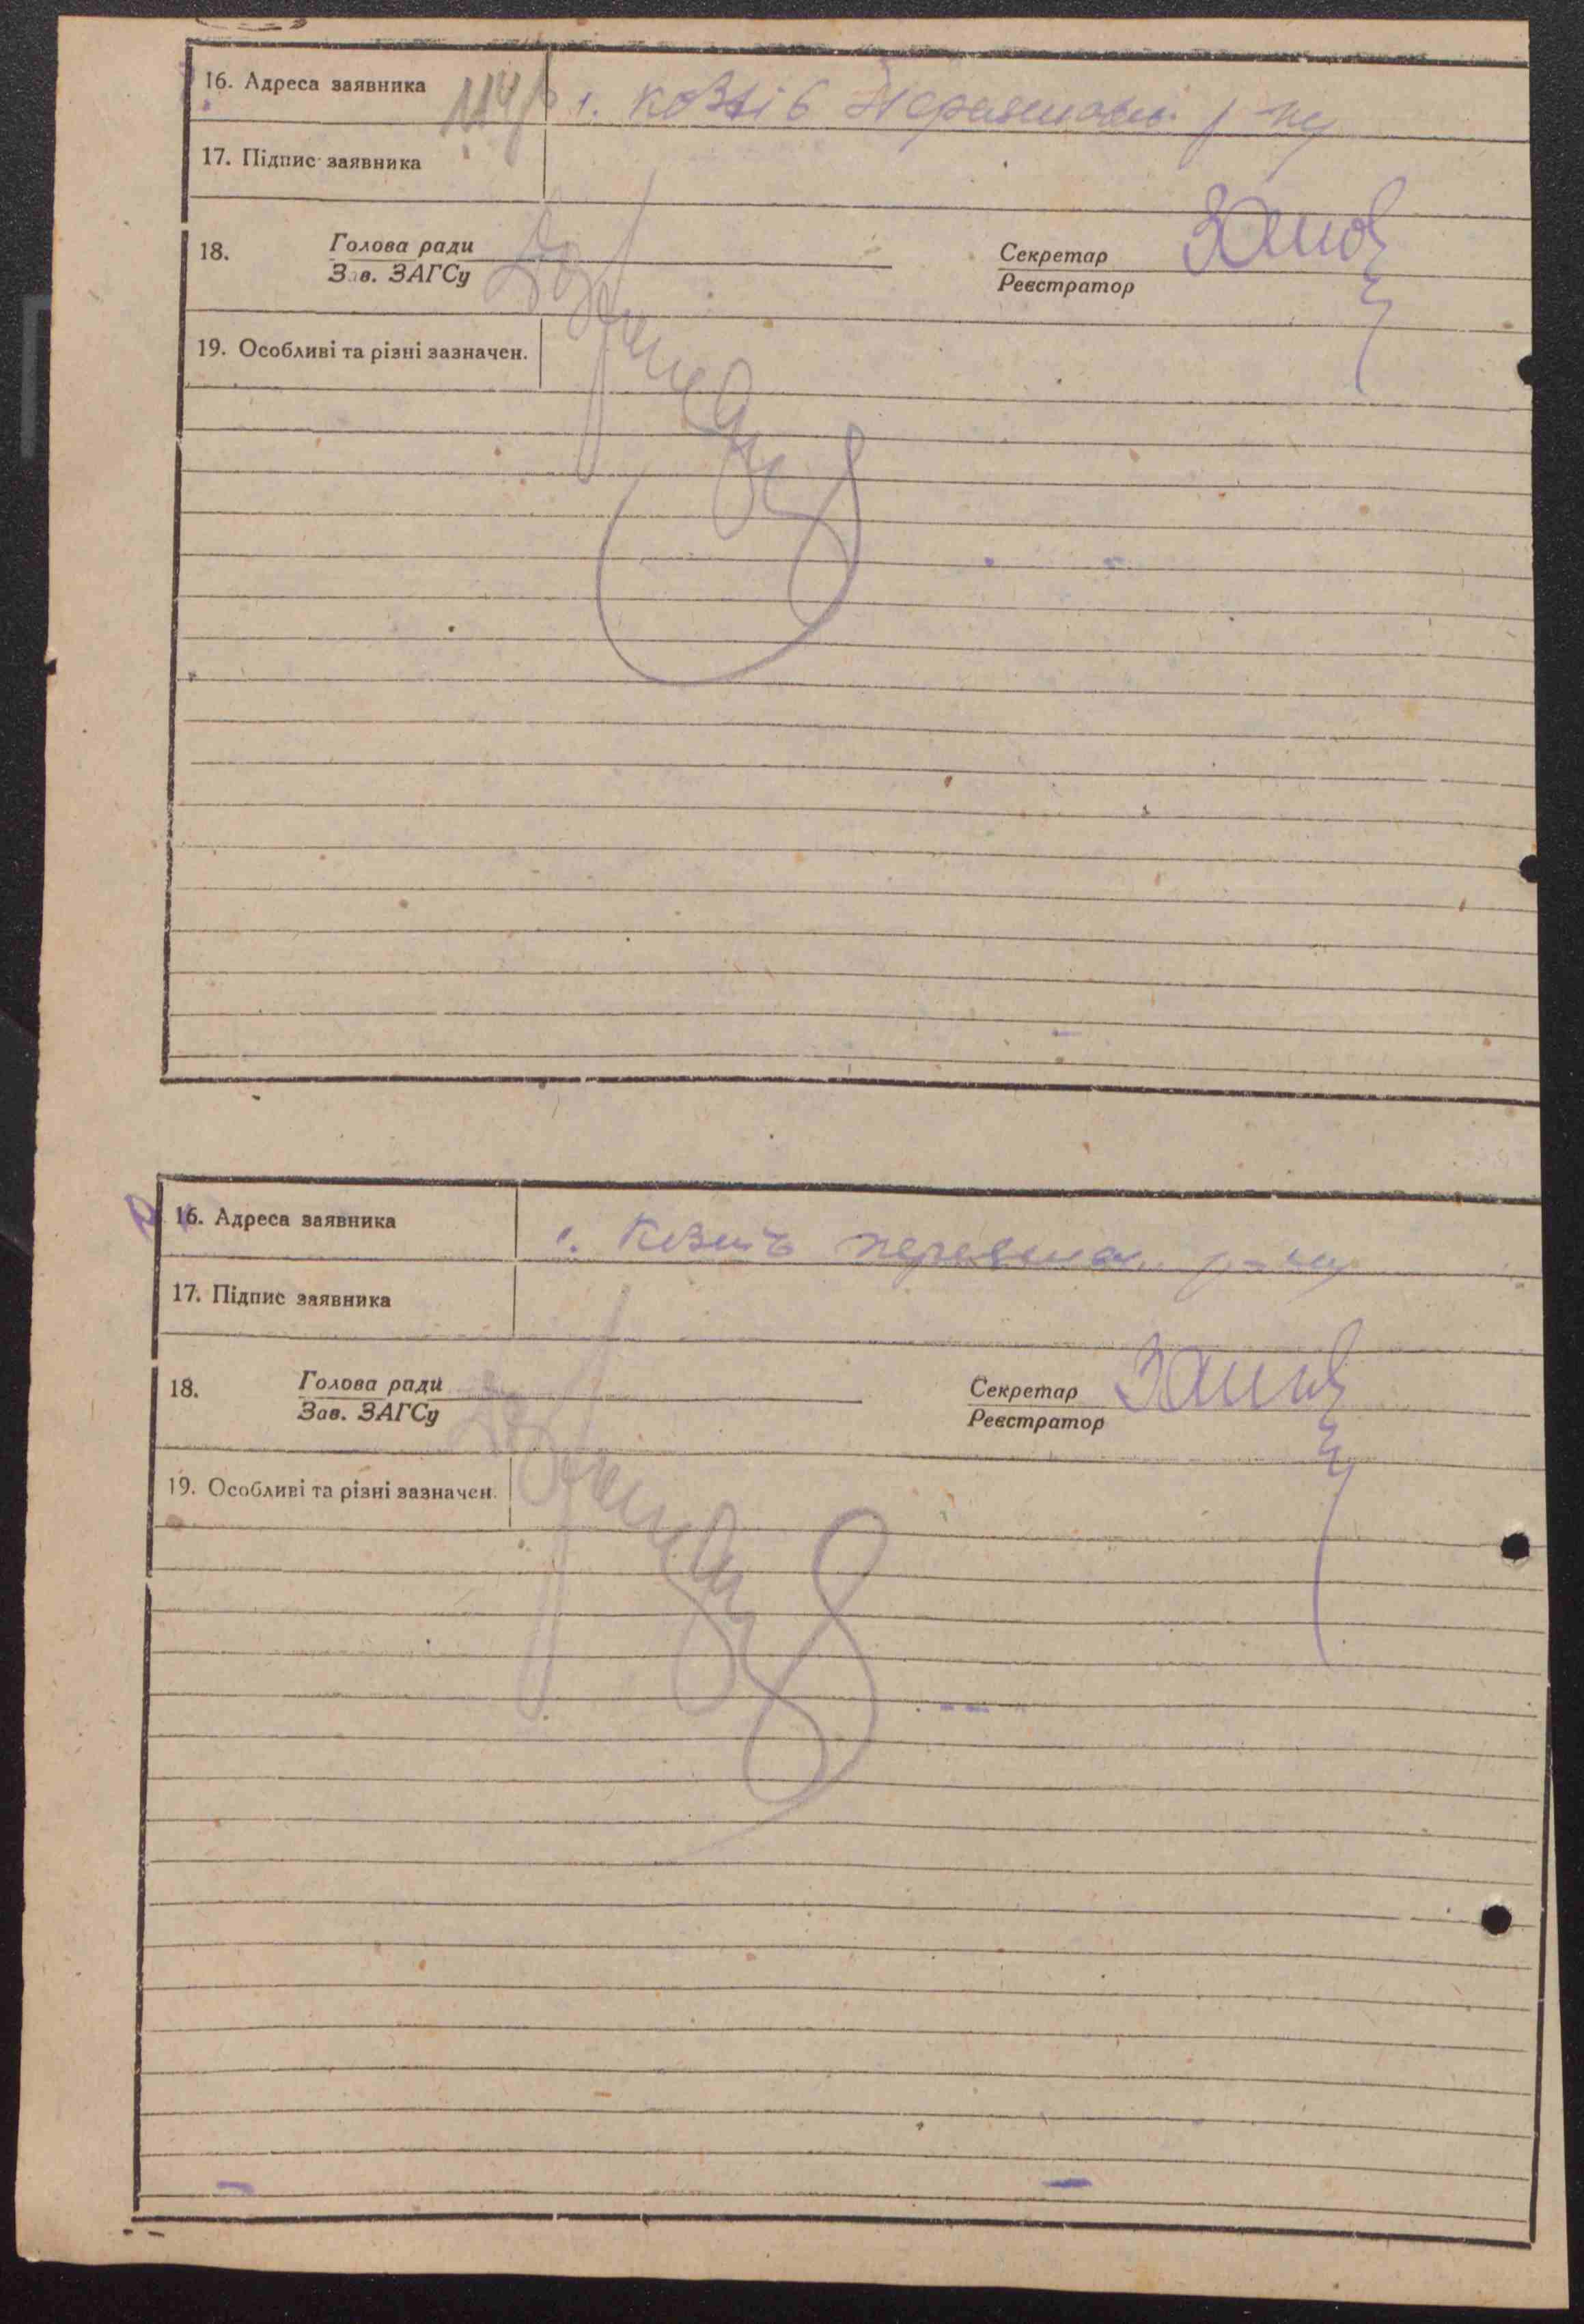 16. Адреса заявника с. Козлів Переяславсь. р-ну
17. Підпис заявника
18. Голова ради Секретар
Зав. ЗАГСу Реєстратор
19. Особливі та різні зазначен.
16. Адреса заявника с. Козлів переяслав. р-ну
17. Підпис заявника
18. Голова ради Секретар
Зав. ЗАГСу Реєстратор
19. Особливі та різні зазначен.